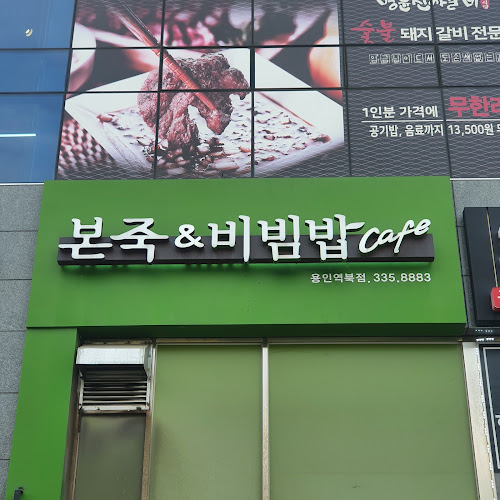 숯불 돼지 갈비 전문
1인분 가격에 무한리
공기밥, 음료까지 13,500원
본죽&비빔밥cafe
용인역북점. 335.8883